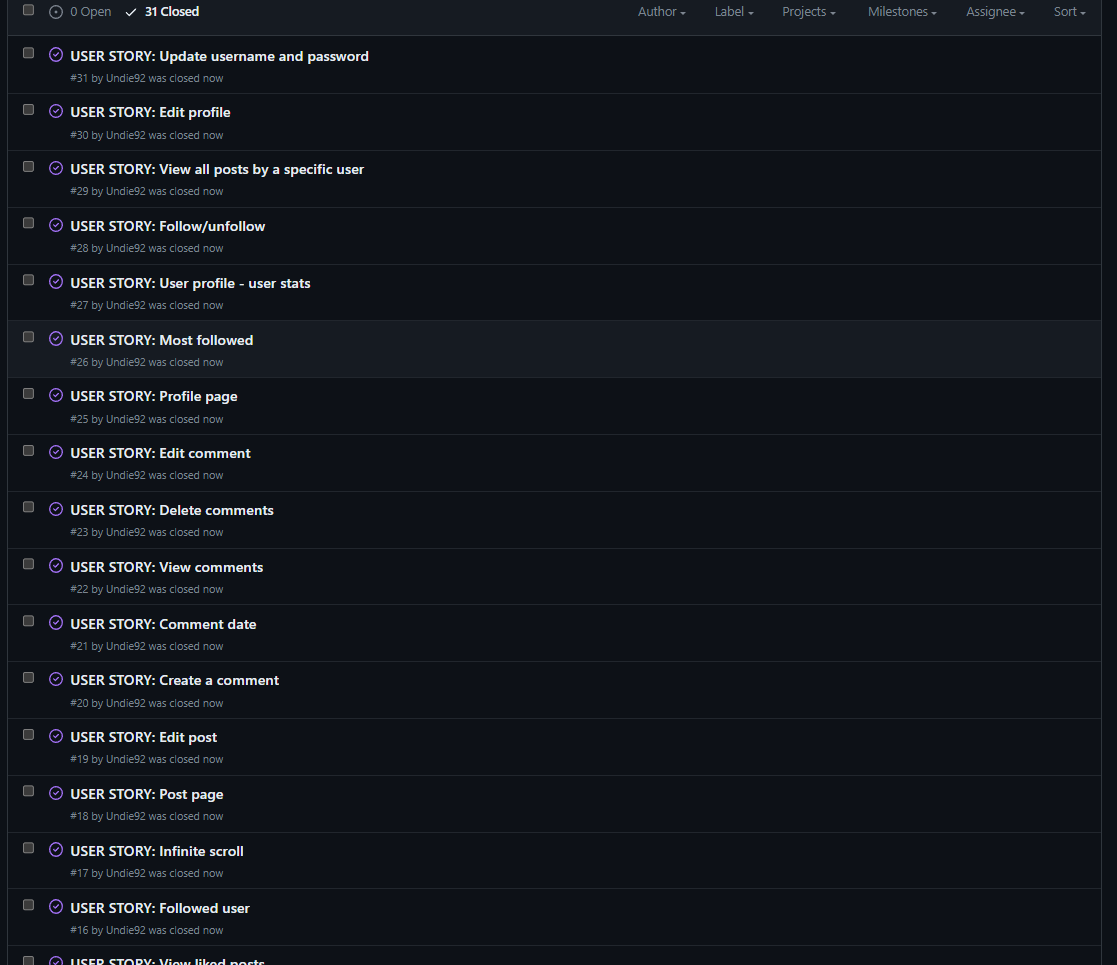 0 Open 31 Closed Author Label Projects Milestones Assignee Sort
USER STORY: Update username and password
#31 by Undie92 was closed now
USER STORY: Edit profile
#30 by Undie92 was closed now
USER STORY: View all posts by a specific user
#29 by Undie92 was closed now
USER STORY: Follow/unfollow
#28 by Undie92 was closed now
USER STORY: User profile - user stats
#27 by Undie92 was closed now
USER STORY: Most followed
#26 by Undie92 was closed now
USER STORY: Profile page
#25 by Undie92 was closed now
USER STORY: Edit comment
#24 by Undie92 was closed now
USER STORY: Delete comments
#23 by Undie92 was closed now
USER STORY: View comments
#22 by Undie92 was closed now
USER STORY: Comment date
#21 by Undie92 was closed now
USER STORY: Create a comment
#20 by Undie92 was closed now
USER STORY: Edit post
#19 by Undie92 was closed now
USER STORY: Post page
#18 by Undie92 was closed now
USER STORY: Infinite scroll
#17 by Undie92 was closed now
USER STORY: Followed user
#16 by Undie92 was closed now
USER STORY: View liked posts